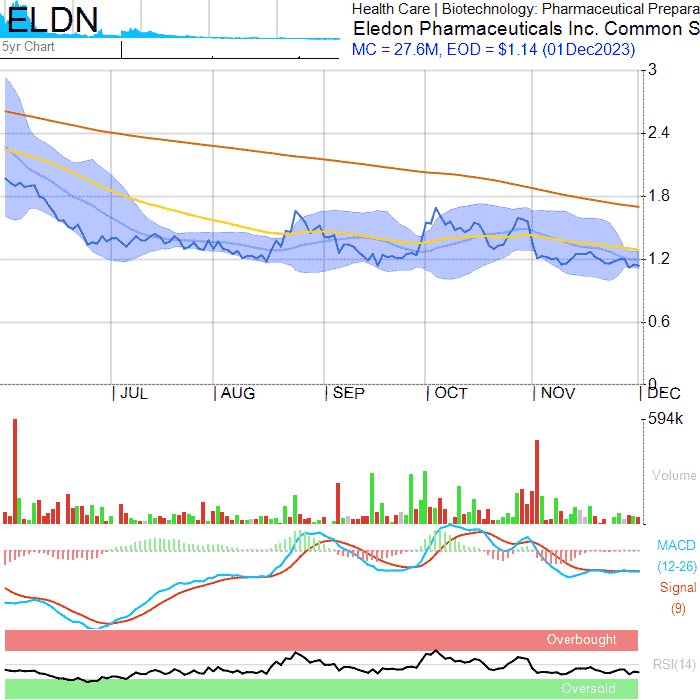 ELDN
5yr Chart
Health Care | Biotechnology: Pharmaceutical Prepara
Eledon Pharmaceuticals Inc. Common S
MC = 27.6M, EOD = $1.14 (01Dec2023)
3
2.4
1.8
1.2
0.6
0
JUL AUG SEP OCT NOV DEC
594k
Volume
MACD
(12-26)
Signal
(9)
Overbought
RSI(14)
Oversold